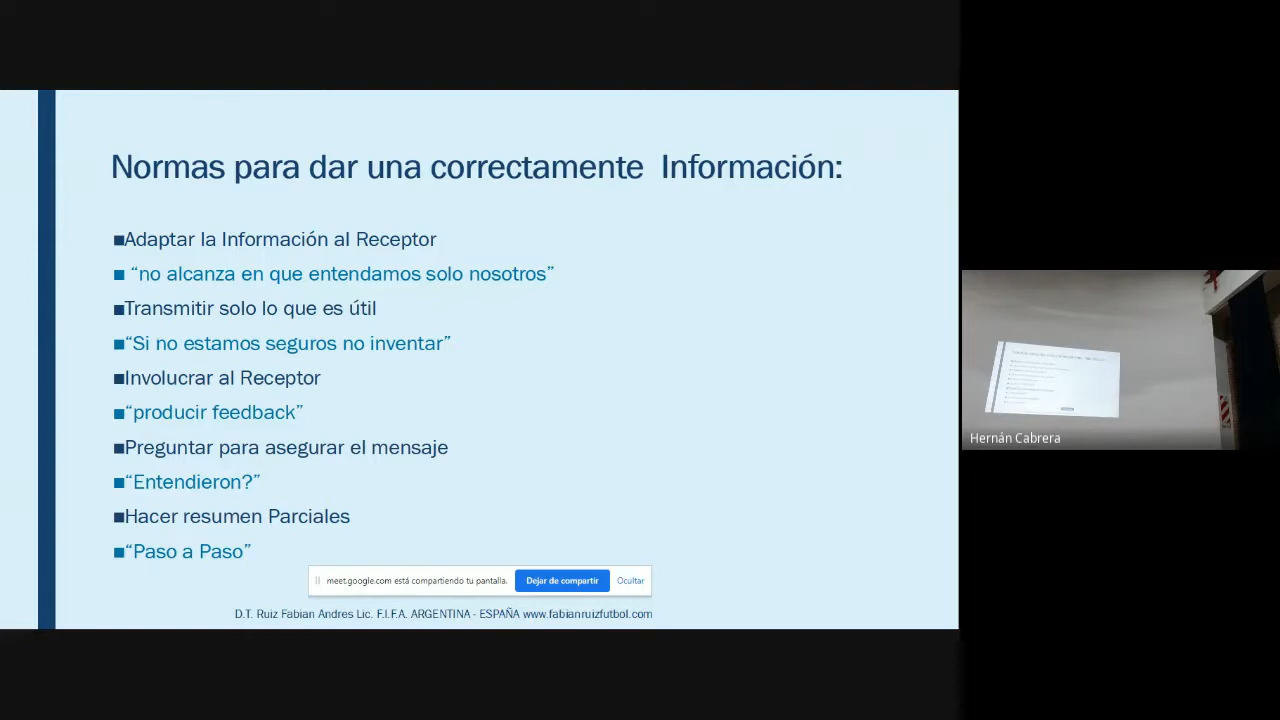 Normas para dar una correctamente Información:
■Adaptar la Información al Receptor
■ “no alcanza en que entendamos solo nosotros”
■Transmitir solo lo que es útil
■“Si no estamos seguros no inventar”
■Involucrar al Receptor
■“producir feedback”
■Preguntar para asegurar el mensaje
■“Entendieron?”
■Hacer resumen Parciales
■“Paso a Paso”
meet.google.com está compartiendo tu pantalla. Dejar de compartir Ocultar
D.T. Ruiz Fabian Andres Lic. F.I.F.A. ARGENTINA - ESPAÑA www.fabianruizfutbol.com
Hernán Cabrera